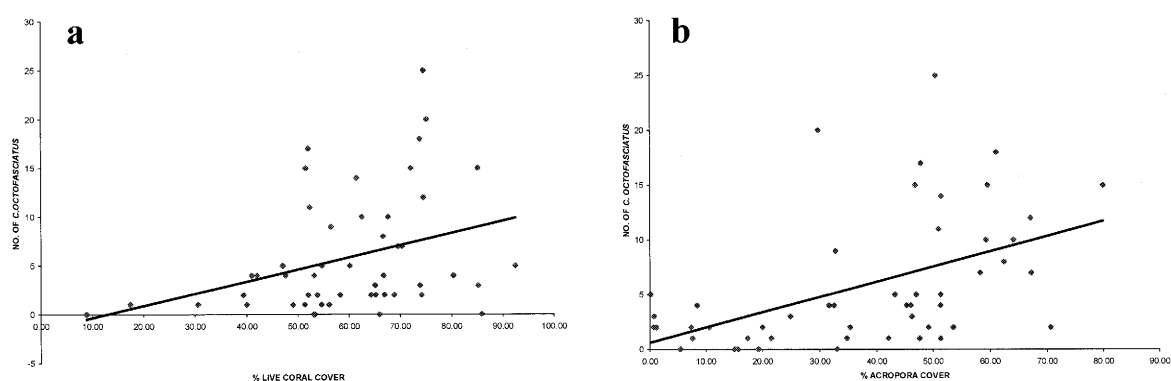 a
30
25
20
15
10
5
0
-5
NO. OF C.OCTOFASCIATUS
0.00 10.00 20.00 30.00 40.00 50.00 60.00 70.00 80.00 90.00 100.00
% LIVE CORAL COVER
b
30
25
20
15
10
5
0
NO. OF C. OCTOFASCIATUS
0.00 10.00 20.00 30.00 40.00 50.00 60.00 70.00 80.00 90.00
% ACROPORA COVER